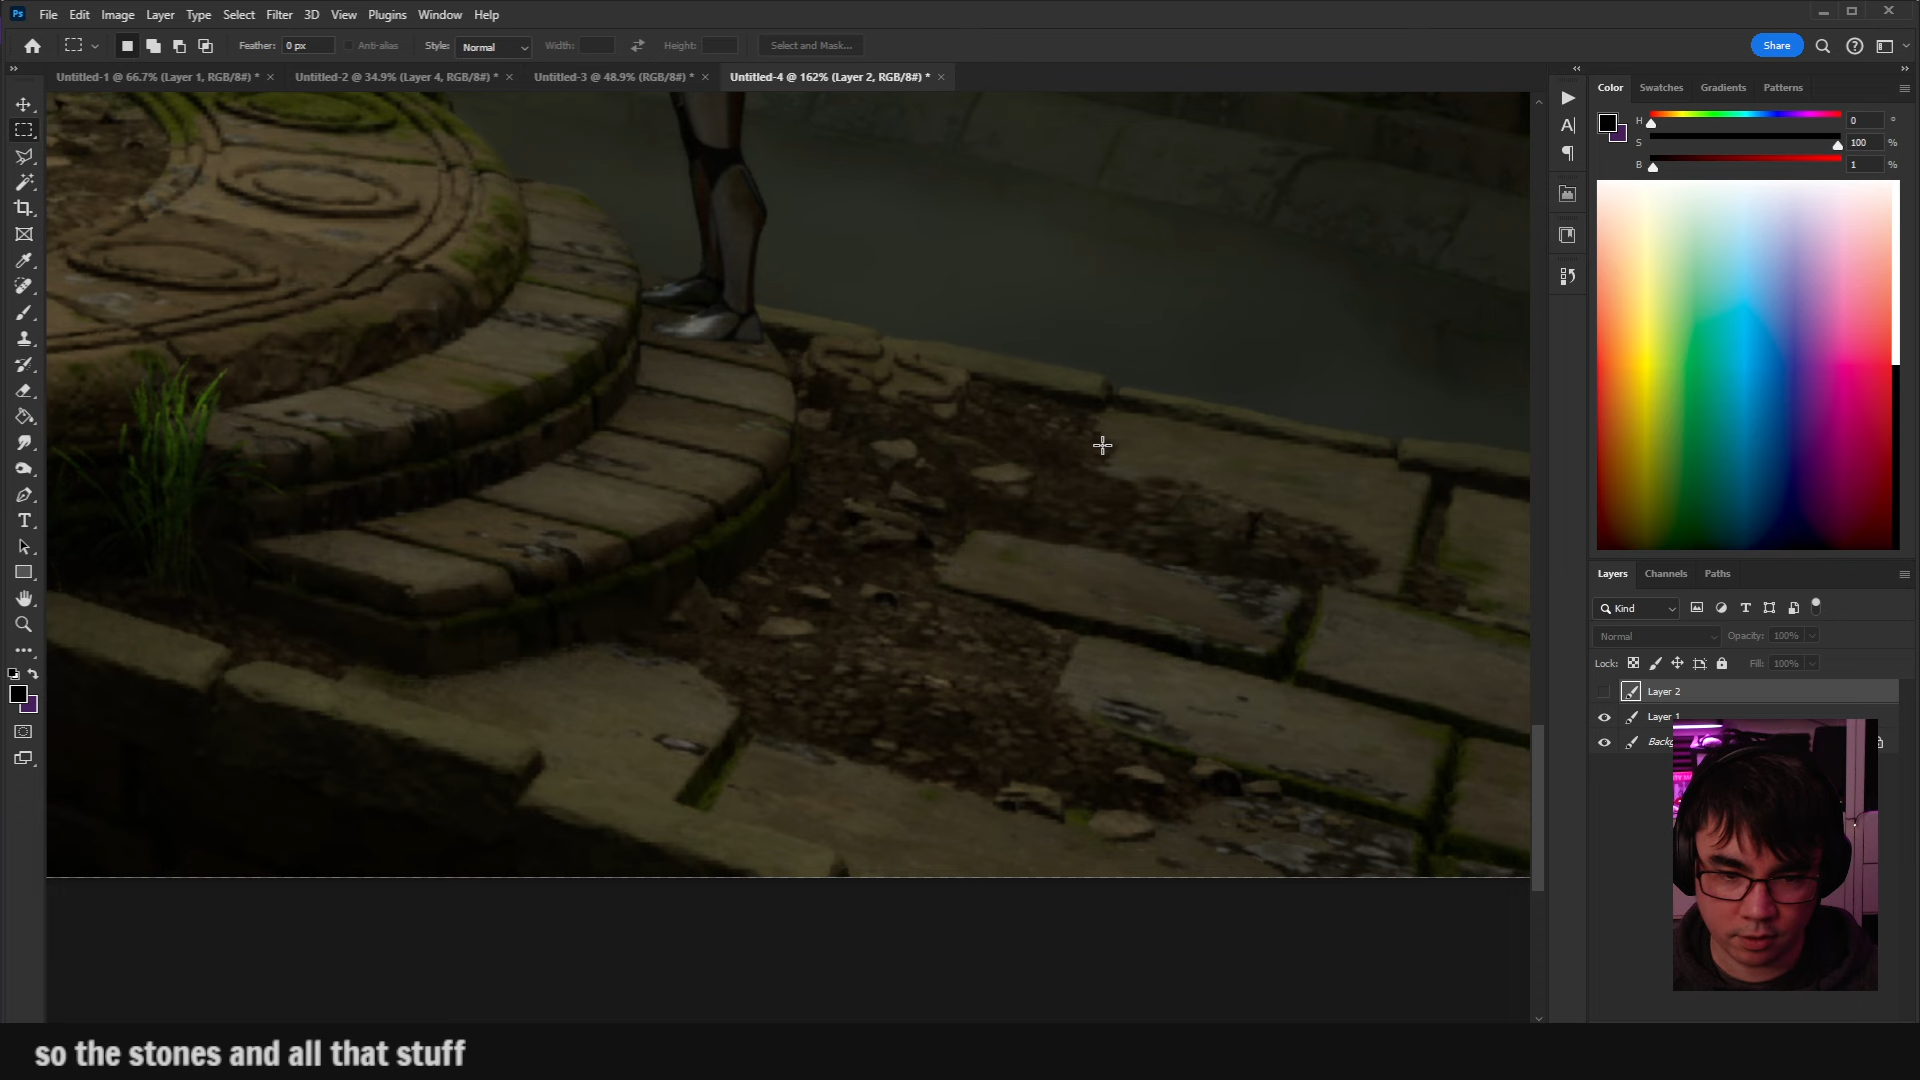 Ps File Edit Image Layer Type Select Filter 3D View Plugins Window Help
Feather: 0 px Anti-alias Style: Normal Width: Height: Select and Mask... Share
Untitled-1 @ 66.7% (Layer 1, RGB/8#) * Untitled-2 @ 34.9% (Layer 4, RGB/8#) * Untitled-3 @ 48.9% (RGB/8#) * Untitled-4 @ 162% (Layer 2, RGB/8#) *
Color Swatches Gradients Patterns
H 0 °
S 100 %
B 1 %
Layers Channels Paths
Kind
Normal Opacity: 100%
Lock: Fill: 100%
Layer 2
Layer 1
so the stones and all that stuff